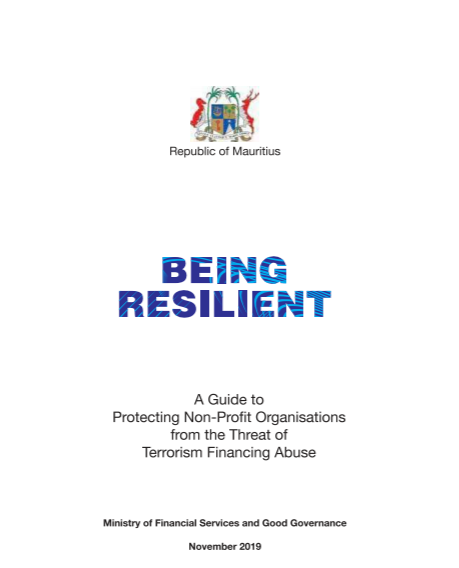 Republic of Mauritius
BEING
RESILIENT
A Guide to
Protecting Non-Profit Organisations
from the Threat of
Terrorism Financing Abuse
Ministry of Financial Services and Good Governance
November 2019